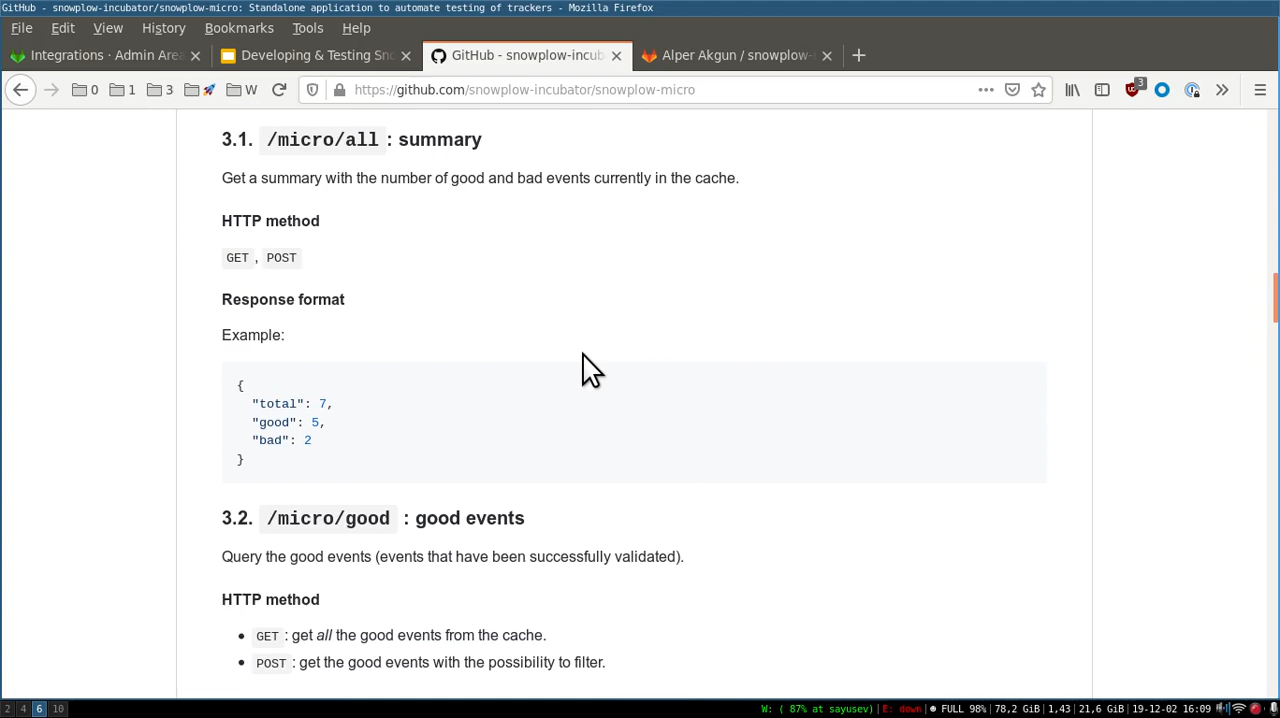 GitHub - snowplow-incubator/snowplow-micro: Standalone application to automate testing of trackers - Mozilla Firefox
File Edit View History Bookmarks Tools Help
Integrations · Admin Area
Developing & Testing Sno
GitHub - snowplow-incub
Alper Akgun / snowplow-
0 1 3 W https://github.com/snowplow-incubator/snowplow-micro 3
3.1. /micro/all : summary
Get a summary with the number of good and bad events currently in the cache.
HTTP method
GET , POST
Response format
Example:
{
"total": 7,
"good": 5,
"bad": 2
}
3.2. /micro/good : good events
Query the good events (events that have been successfully validated).
HTTP method
• GET : get all the good events from the cache.
• POST : get the good events with the possibility to filter.
2 4 6 10 W: ( 87% at sayusev) E: down FULL 98% 78,2 GiB 1,43 21,6 GiB 19-12-02 16:09